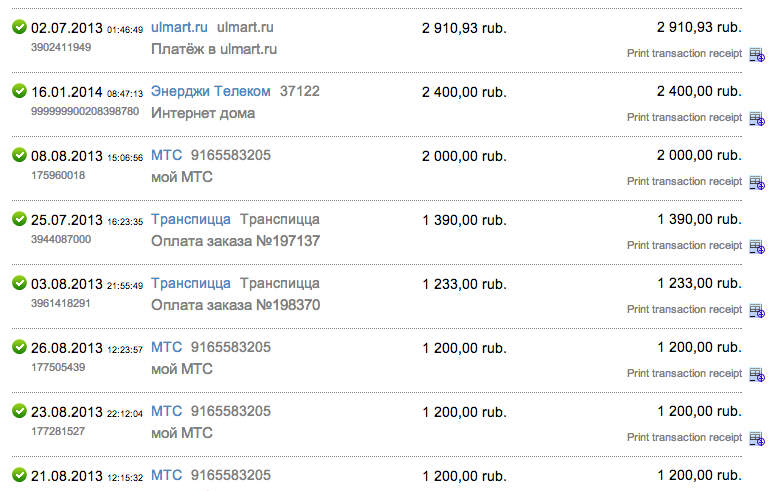 02.07.2013 01:46:49 ulmart.ru ulmart.ru 2 910,93 rub. 2 910,93 rub.
3902411949 Платёж в ulmart.ru Print transaction receipt
16.01.2014 08:47:13 Энерджи Телеком 37122 2 400,00 rub. 2 400,00 rub.
999999900208398780 Интернет дома Print transaction receipt
08.08.2013 15:06:56 МТС 9165583205 2 000,00 rub. 2 000,00 rub.
175960018 мой МТС Print transaction receipt
25.07.2013 16:23:35 Транспицца Транспицца 1 390,00 rub. 1 390,00 rub.
3944087000 Оплата заказа №197137 Print transaction receipt
03.08.2013 21:55:49 Транспицца Транспицца 1 233,00 rub. 1 233,00 rub.
3961418291 Оплата заказа №198370 Print transaction receipt
26.08.2013 12:23:57 МТС 9165583205 1 200,00 rub. 1 200,00 rub.
177505439 мой МТС Print transaction receipt
23.08.2013 22:12:04 МТС 9165583205 1 200,00 rub. 1 200,00 rub.
177281527 мой МТС Print transaction receipt
21.08.2013 12:15:32 МТС 9165583205 1 200,00 rub. 1 200,00 rub.